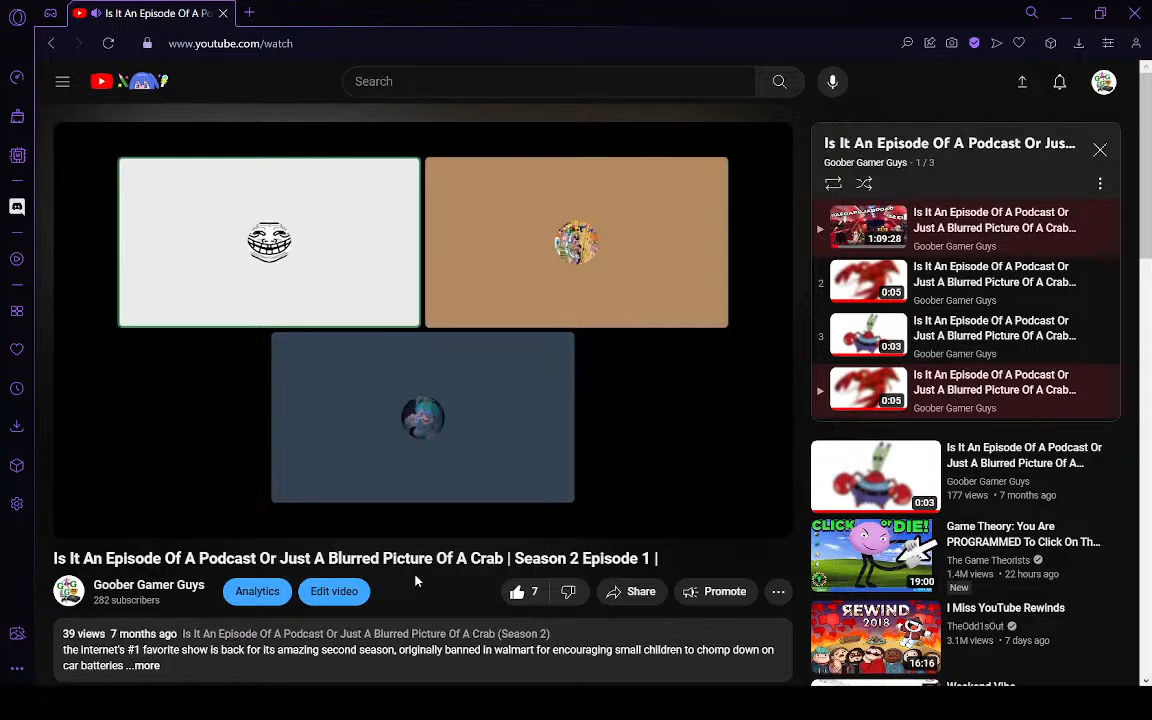 Is It An Episode Of A Po
www.youtube.com/watch
Search
Is It An Episode Of A Podcast Or Jus...
Goober Gamer Guys - 1 / 3
1:09:28
Is It An Episode Of A Podcast Or
Just A Blurred Picture Of A Crab...
Goober Gamer Guys
2
0:05
Is It An Episode Of A Podcast Or
Just A Blurred Picture Of A Crab...
Goober Gamer Guys
3
0:03
Is It An Episode Of A Podcast Or
Just A Blurred Picture Of A Crab...
Goober Gamer Guys
0:05
Is It An Episode Of A Podcast Or
Just A Blurred Picture Of A Crab...
Goober Gamer Guys
0:03
Is It An Episode Of A Podcast Or
Just A Blurred Picture Of A...
Goober Gamer Guys
177 views • 7 months ago
CLICK OR DIE!
19:00
Game Theory: You Are
PROGRAMMED To Click On Th...
The Game Theorists
1.4M views • 22 hours ago
New
REWIND
2018
16:16
I Miss YouTube Rewinds
TheOdd1sOut
3.1M views • 7 days ago
Weekend Vibe
Is It An Episode Of A Podcast Or Just A Blurred Picture Of A Crab | Season 2 Episode 1 |
Goober Gamer Guys
282 subscribers
Analytics
Edit video
7
Share
Promote
39 views 7 months ago Is It An Episode Of A Podcast Or Just A Blurred Picture Of A Crab (Season 2)
the internet's #1 favorite show is back for its amazing second season, originally banned in walmart for encouraging small children to chomp down on
car batteries ...more